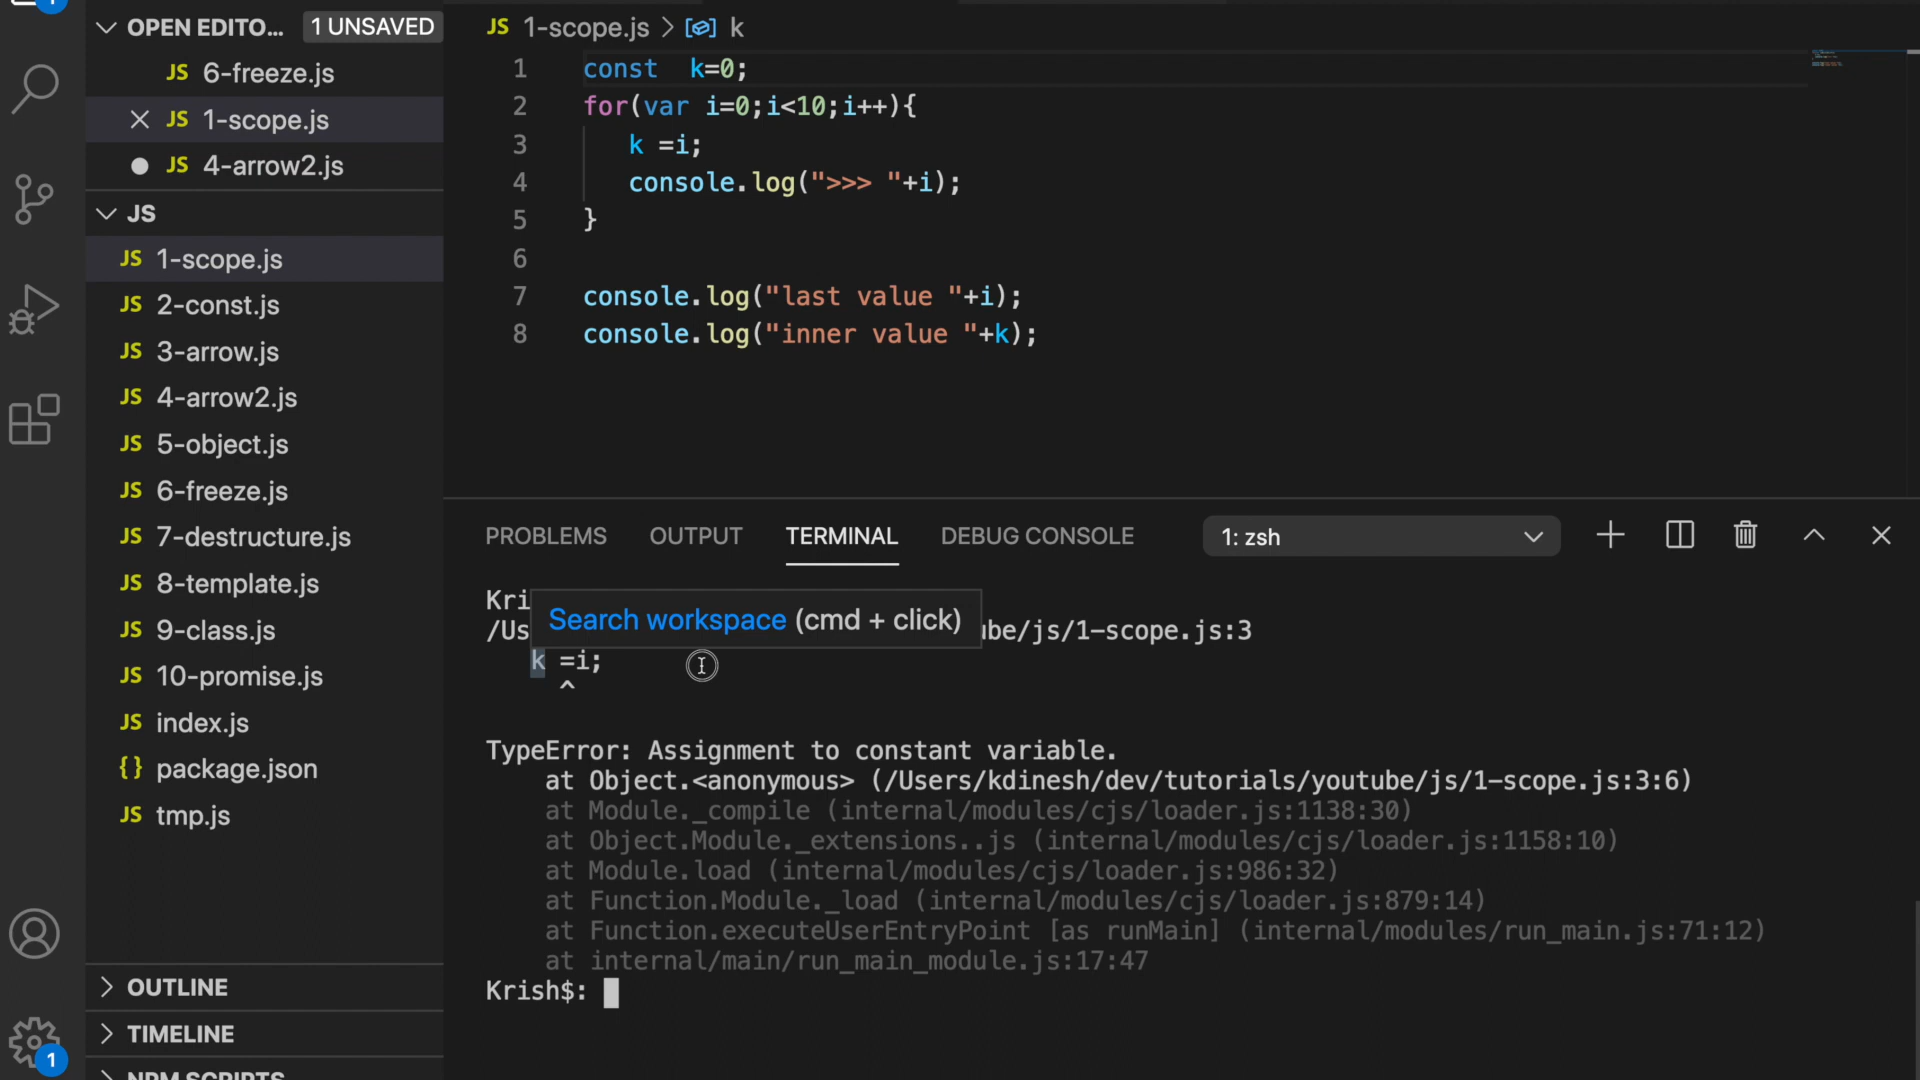 OPEN EDITO... 1 UNSAVED
JS 6-freeze.js
JS 1-scope.js
JS 4-arrow2.js
JS
JS 1-scope.js
JS 2-const.js
JS 3-arrow.js
JS 4-arrow2.js
JS 5-object.js
JS 6-freeze.js
JS 7-destructure.js
JS 8-template.js
JS 9-class.js
JS 10-promise.js
JS index.js
{} package.json
JS tmp.js
OUTLINE
TIMELINE
NPM SCRIPTS
1
JS 1-scope.js > k
1 const  k=0;
2 for(var i=0;i<10;i++){
3    k =i;
4    console.log(">>> "+i);
5 }
6
7 console.log("last value "+i);
8 console.log("inner value "+k);
PROBLEMS OUTPUT TERMINAL DEBUG CONSOLE 1: zsh
Kri
Search workspace (cmd + click)
/Us be/js/1-scope.js:3
k =i;
^
TypeError: Assignment to constant variable.
at Object.<anonymous> (/Users/kdinesh/dev/tutorials/youtube/js/1-scope.js:3:6)
at Module._compile (internal/modules/cjs/loader.js:1138:30)
at Object.Module._extensions..js (internal/modules/cjs/loader.js:1158:10)
at Module.load (internal/modules/cjs/loader.js:986:32)
at Function.Module._load (internal/modules/cjs/loader.js:879:14)
at Function.executeUserEntryPoint [as runMain] (internal/modules/run_main.js:71:12)
at internal/main/run_main_module.js:17:47
Krish$: